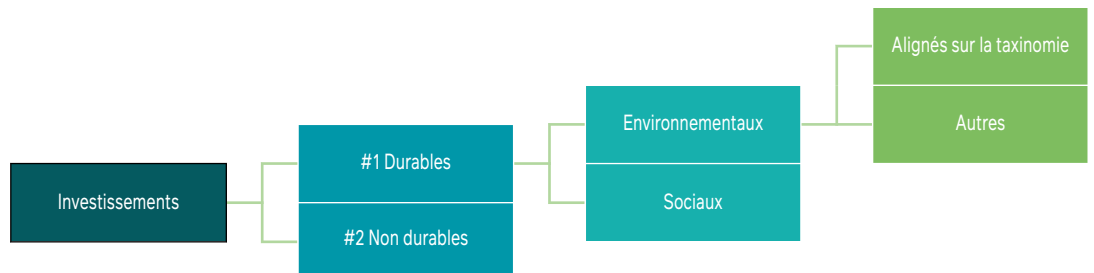 Investissements
#1 Durables
#2 Non durables
Environnementaux
Sociaux
Alignés sur la taxinomie
Autres